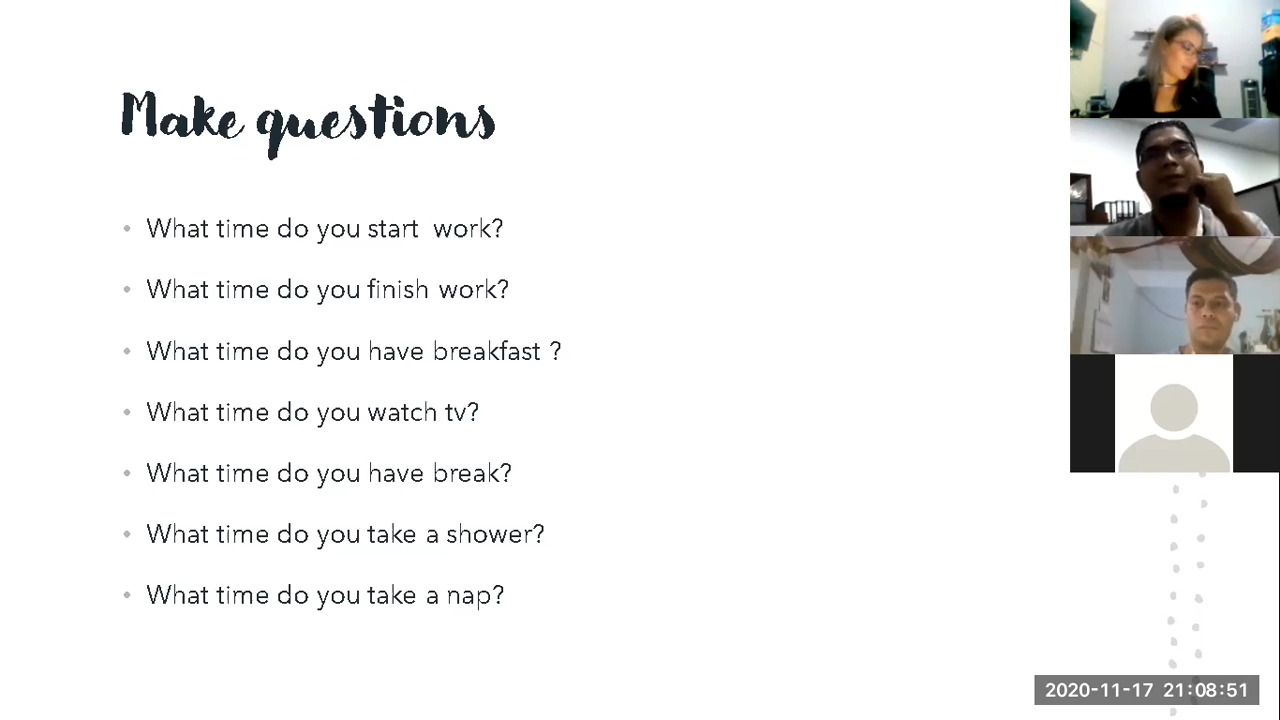 Make questions
• What time do you start  work?
• What time do you finish work?
• What time do you have breakfast ?
• What time do you watch tv?
• What time do you have break?
• What time do you take a shower?
• What time do you take a nap?
2020-11-17 21:08:51